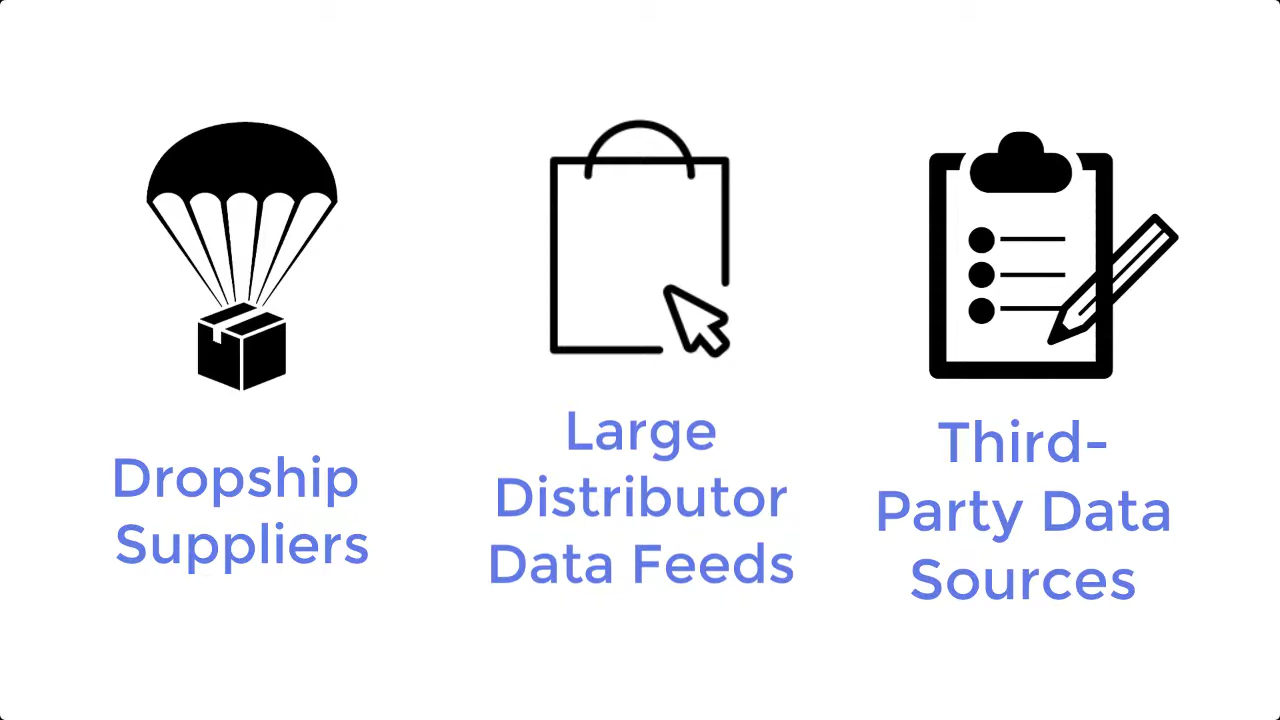 Dropship
Suppliers
Large
Distributor
Data Feeds
Third-
Party Data
Sources